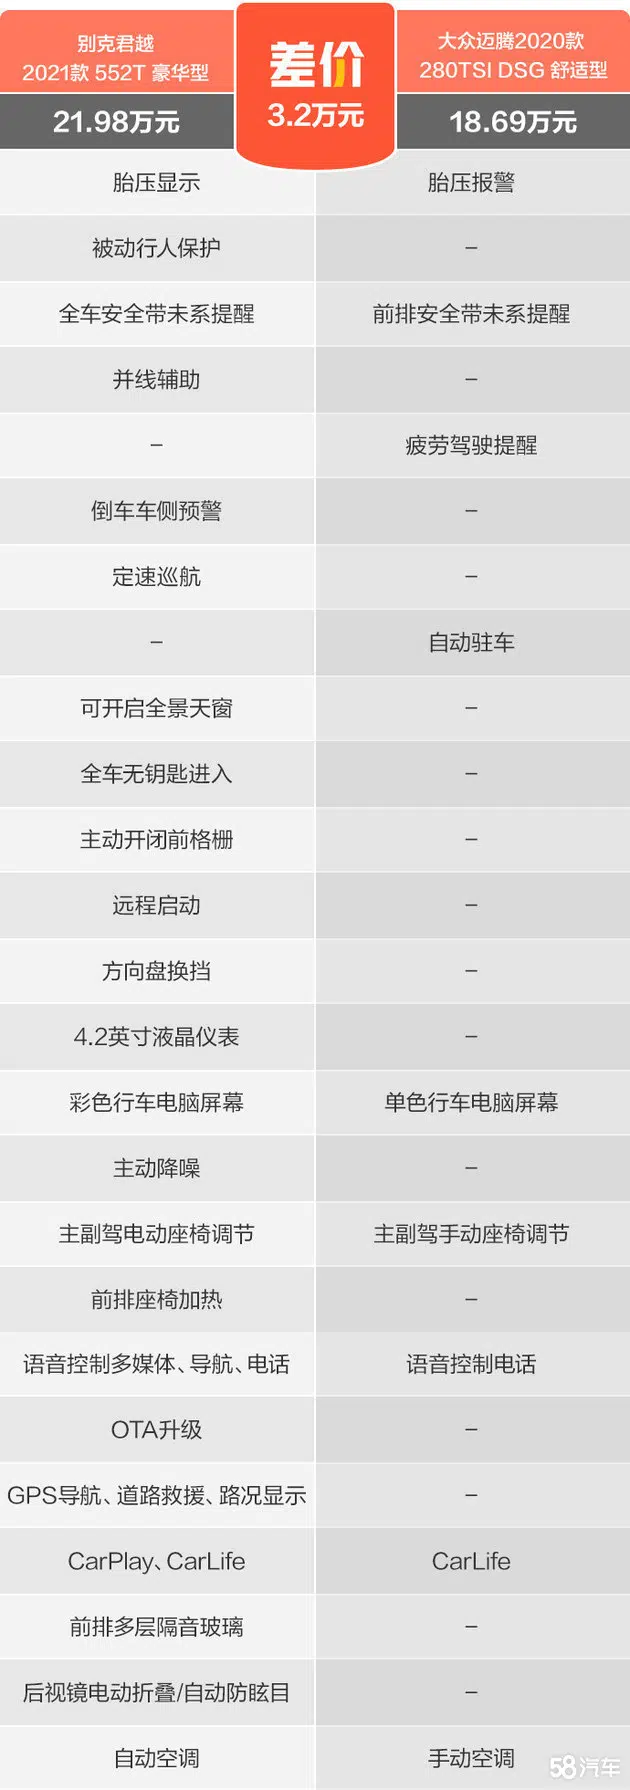 别克君越
2021款 552T 豪华型
差价
3.2万元
大众迈腾2020款
280TSI DSG 舒适型
21.98万元
18.69万元
胎压显示
胎压报警
被动行人保护
–
全车安全带未系提醒
前排安全带未系提醒
并线辅助
–
–
疲劳驾驶提醒
倒车车侧预警
–
定速巡航
–
–
自动驻车
可开启全景天窗
–
全车无钥匙进入
–
主动开闭前格栅
–
远程启动
–
方向盘换挡
–
4.2英寸液晶仪表
–
彩色行车电脑屏幕
单色行车电脑屏幕
主动降噪
–
主副驾电动座椅调节
主副驾手动座椅调节
前排座椅加热
–
语音控制多媒体、导航、电话
语音控制电话
OTA升级
–
GPS导航、道路救援、路况显示
–
CarPlay、CarLife
CarLife
前排多层隔音玻璃
–
后视镜电动折叠/自动防眩目
–
自动空调
手动空调
58汽车